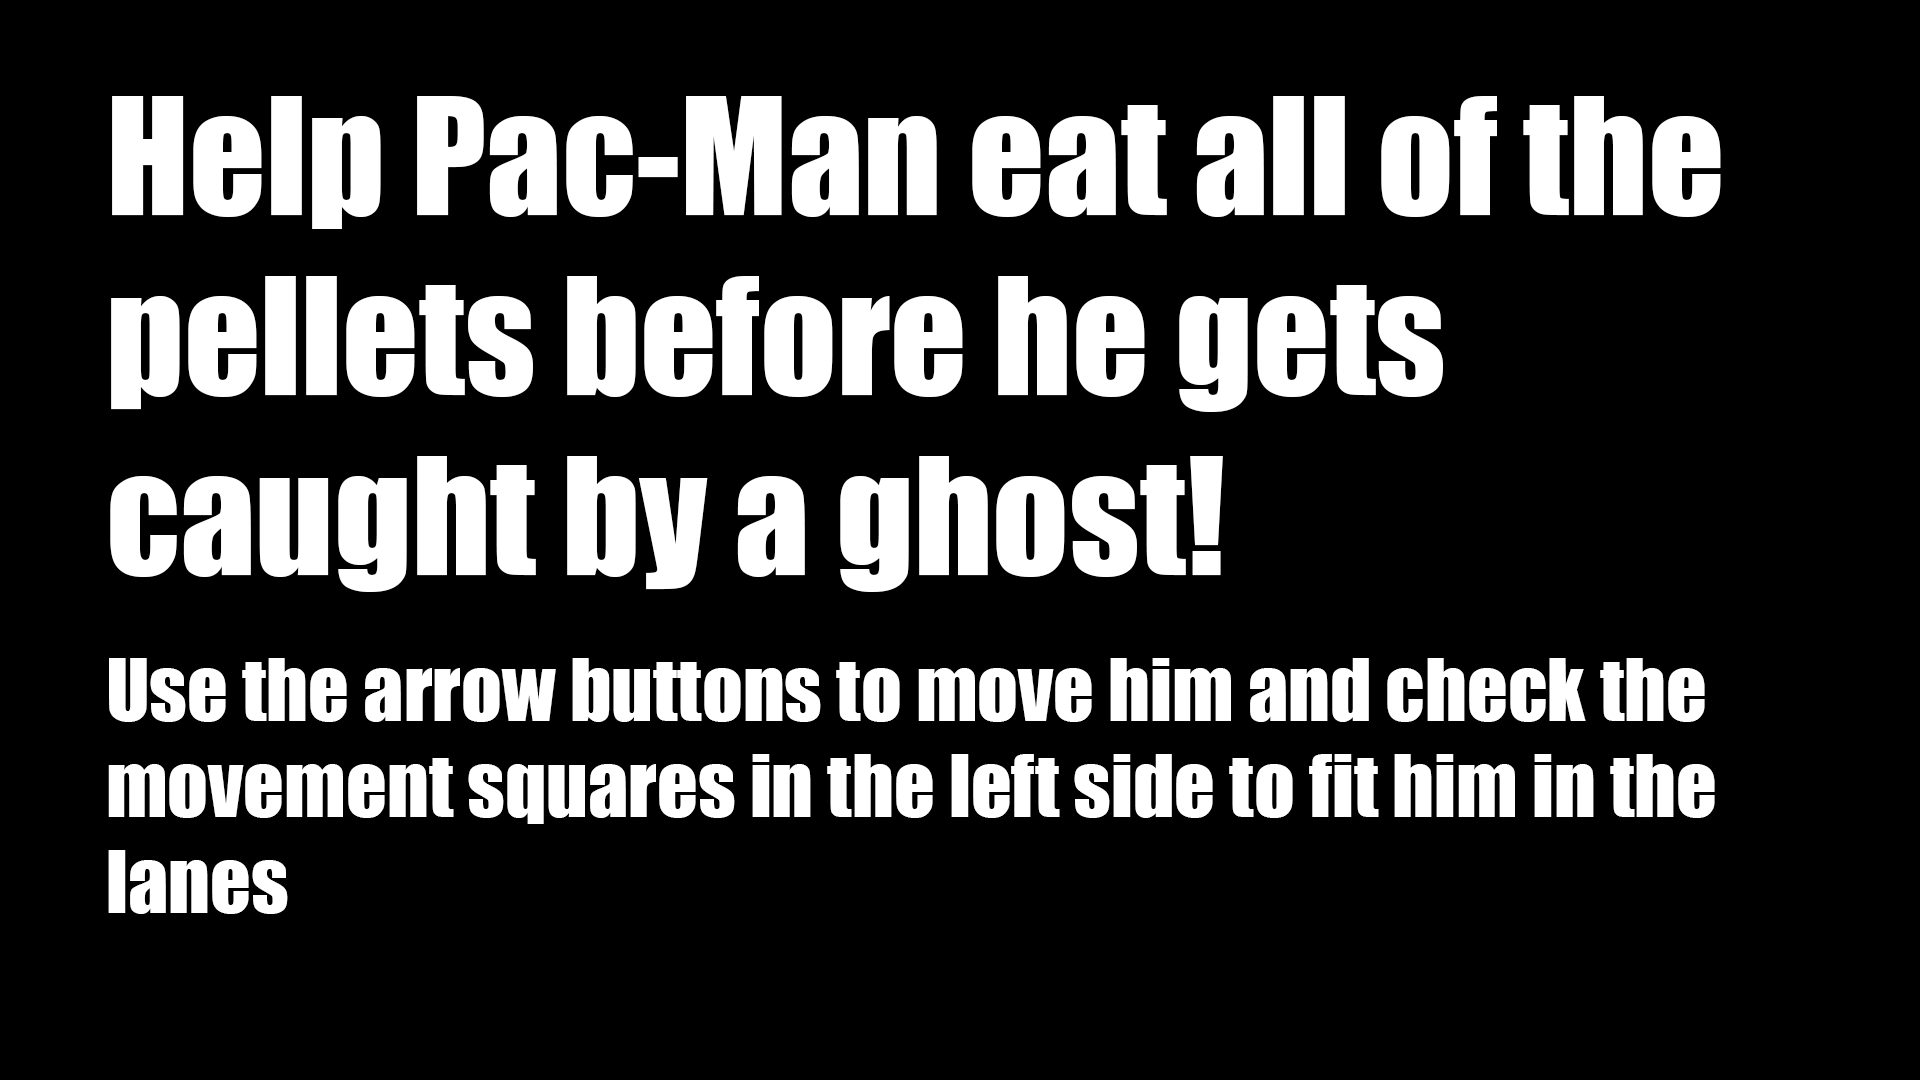 Help Pac-Man eat all of the
pellets before he gets
caught by a ghost!
Use the arrow buttons to move him and check the
movement squares in the left side to fit him in the
lanes